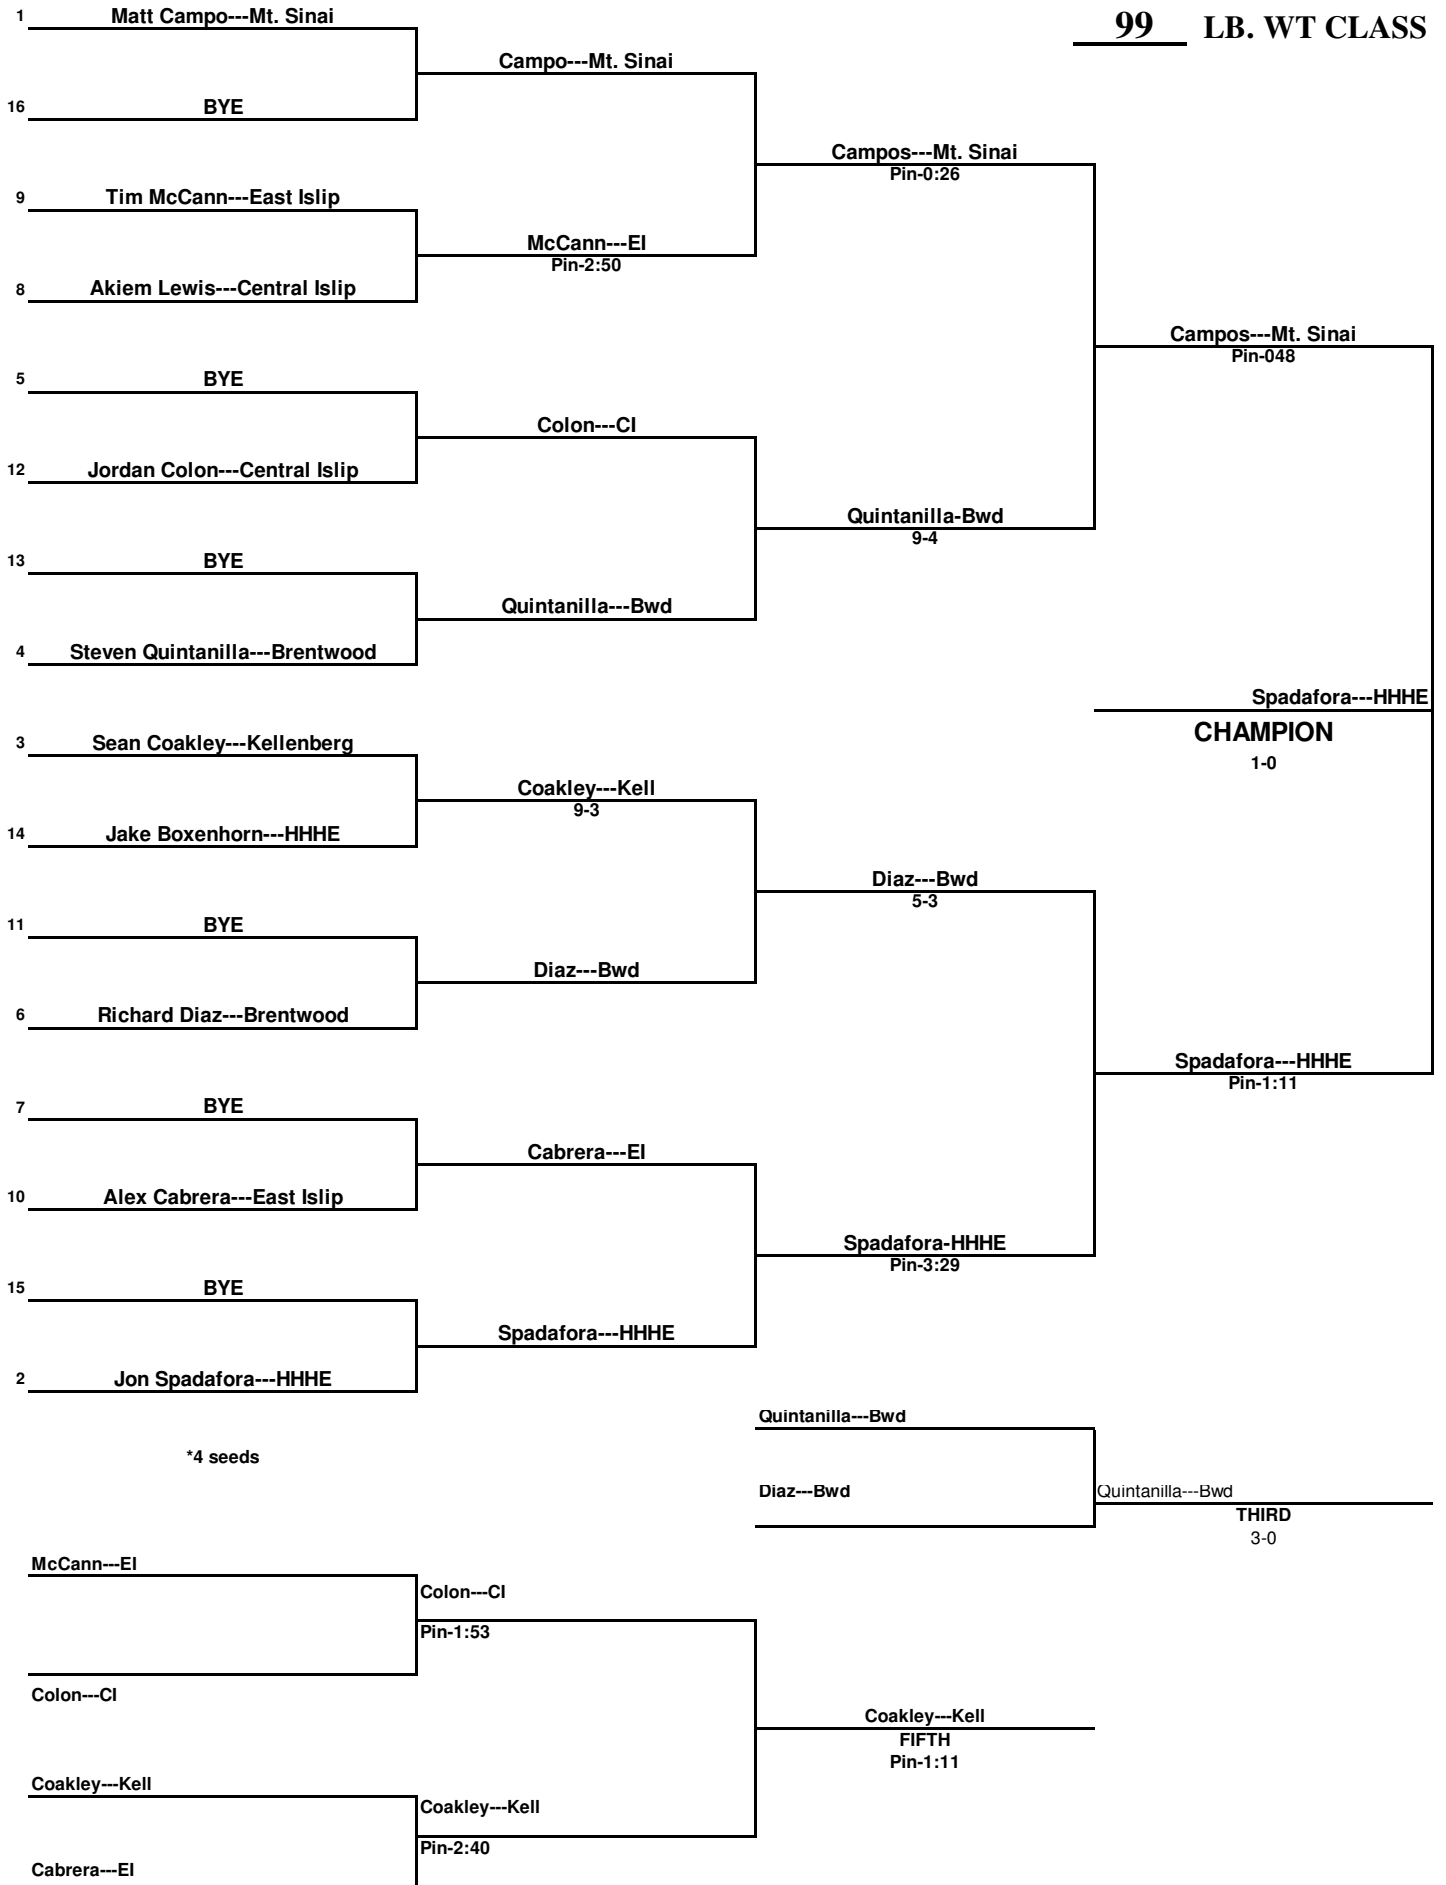 99 LB. WT CLASS
1 Matt Campo---Mt. Sinai
Campo---Mt. Sinai
16 BYE
Campos---Mt. Sinai
Pin-0:26
9 Tim McCann---East Islip
McCann---EI
Pin-2:50
8 Akiem Lewis---Central Islip
Campos---Mt. Sinai
Pin-048
5 BYE
Colon---CI
12 Jordan Colon---Central Islip
Quintanilla-Bwd
9-4
13 BYE
Quintanilla---Bwd
4 Steven Quintanilla---Brentwood
Spadafora---HHHE
CHAMPION
1-0
3 Sean Coakley---Kellenberg
Coakley---Kell
9-3
14 Jake Boxenhorn---HHHE
Diaz---Bwd
5-3
11 BYE
Diaz---Bwd
6 Richard Diaz---Brentwood
Spadafora---HHHE
Pin-1:11
7 BYE
Cabrera---EI
10 Alex Cabrera---East Islip
Spadafora-HHHE
Pin-3:29
15 BYE
Spadafora---HHHE
2 Jon Spadafora---HHHE
Quintanilla---Bwd
*4 seeds
Diaz---Bwd
Quintanilla---Bwd
THIRD
3-0
McCann---EI
Colon---CI
Pin-1:53
Colon---CI
Coakley---Kell
FIFTH
Pin-1:11
Coakley---Kell
Coakley---Kell
Pin-2:40
Cabrera---EI